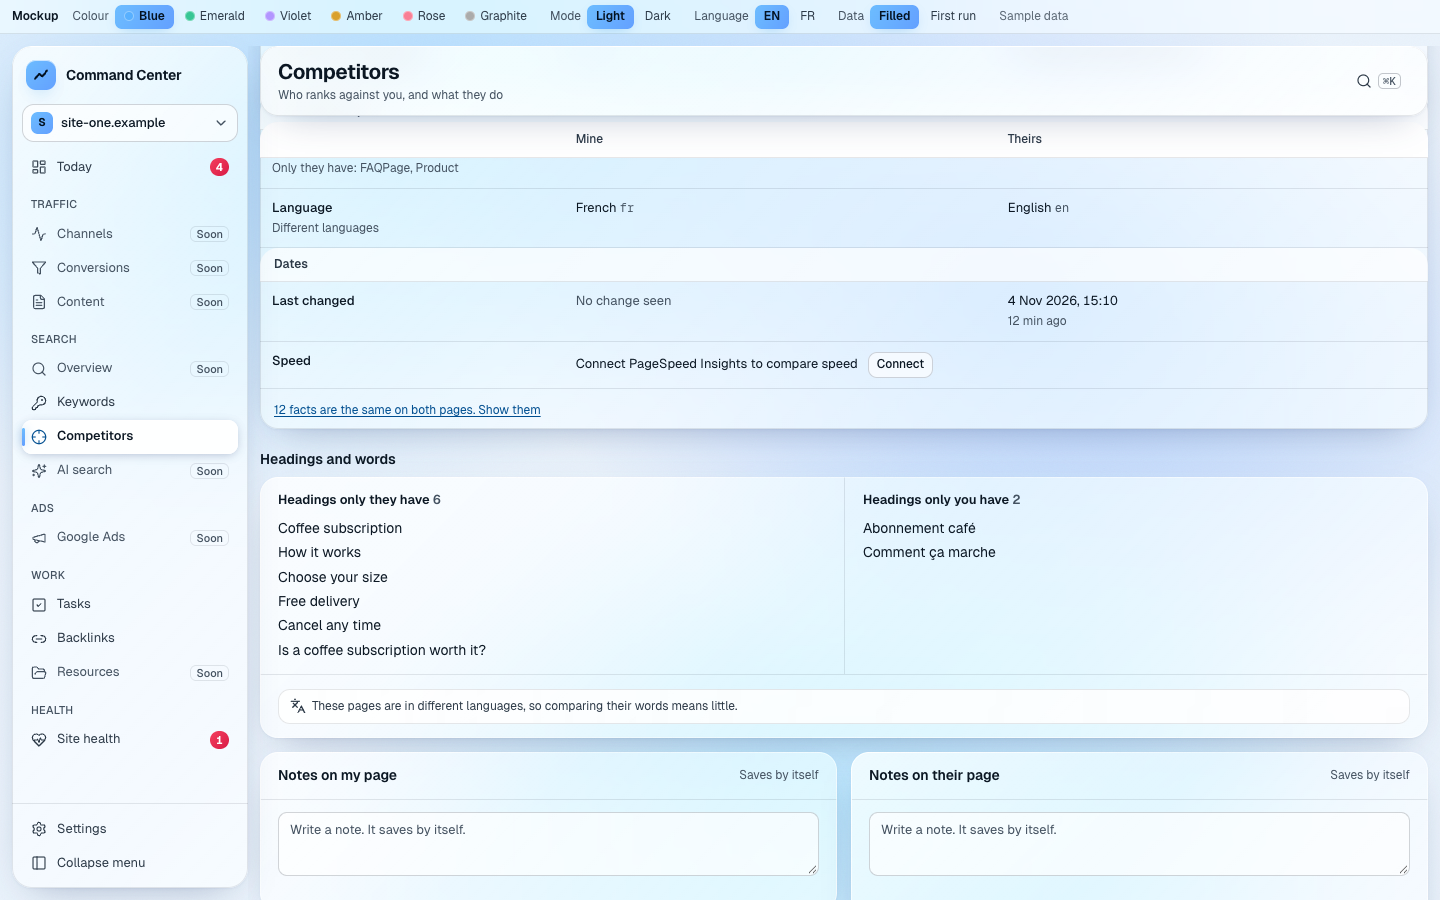 Mockup Colour Blue Emerald Violet Amber Rose Graphite Mode Light Dark Language EN FR Data Filled First run Sample data
Command Center
S site-one.example
Today 4
TRAFFIC
Channels Soon
Conversions Soon
Content Soon
SEARCH
Overview Soon
Keywords
Competitors
AI search Soon
ADS
Google Ads Soon
WORK
Tasks
Backlinks
Resources Soon
HEALTH
Site health 1
Settings
Collapse menu
Competitors
Who ranks against you, and what they do
⌘K
Mine Theirs
Only they have: FAQPage, Product
Language French fr English en
Different languages
Dates
Last changed No change seen 4 Nov 2026, 15:10
12 min ago
Speed Connect PageSpeed Insights to compare speed Connect
12 facts are the same on both pages. Show them
Headings and words
Headings only they have 6
Coffee subscription
How it works
Choose your size
Free delivery
Cancel any time
Is a coffee subscription worth it?
Headings only you have 2
Abonnement café
Comment ça marche
These pages are in different languages, so comparing their words means little.
Notes on my page Saves by itself
Write a note. It saves by itself.
Notes on their page Saves by itself
Write a note. It saves by itself.